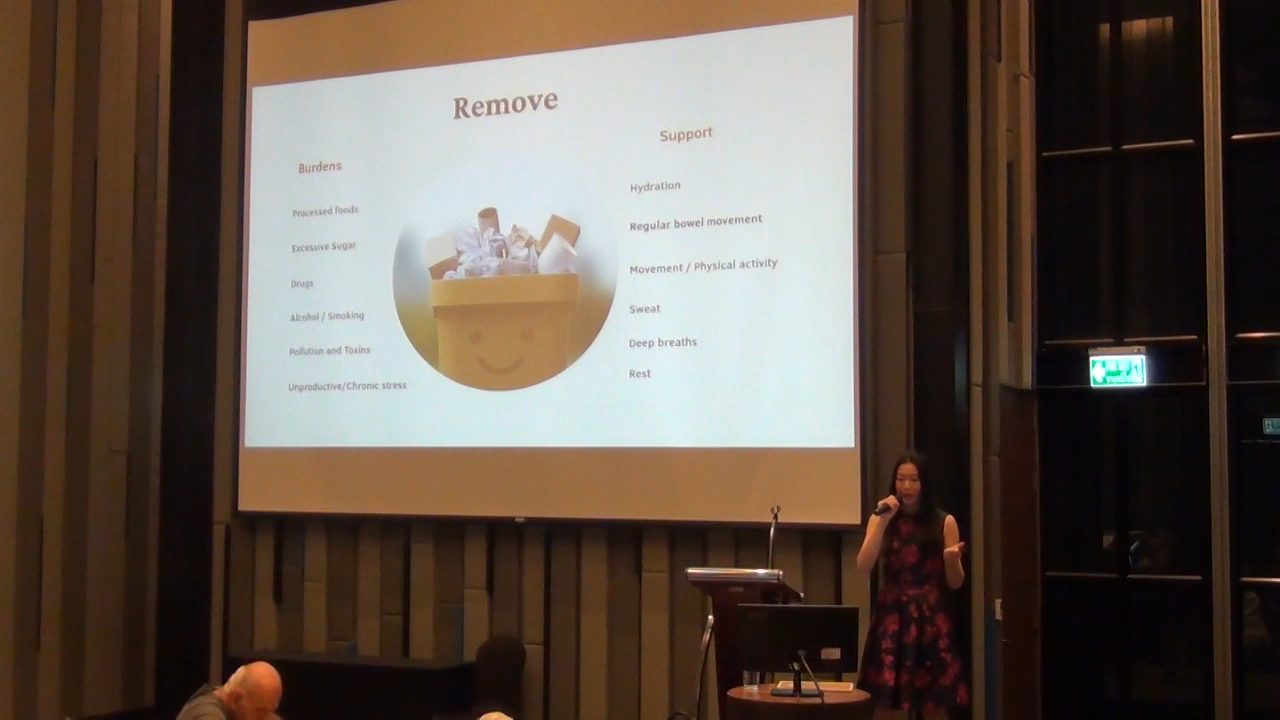 Remove
Burdens
Processed foods
Excessive Sugar
Drugs
Alcohol / Smoking
Pollution and Toxins
Unproductive/Chronic stress
Support
Hydration
Regular bowel movement
Movement / Physical activity
Sweat
Deep breaths
Rest